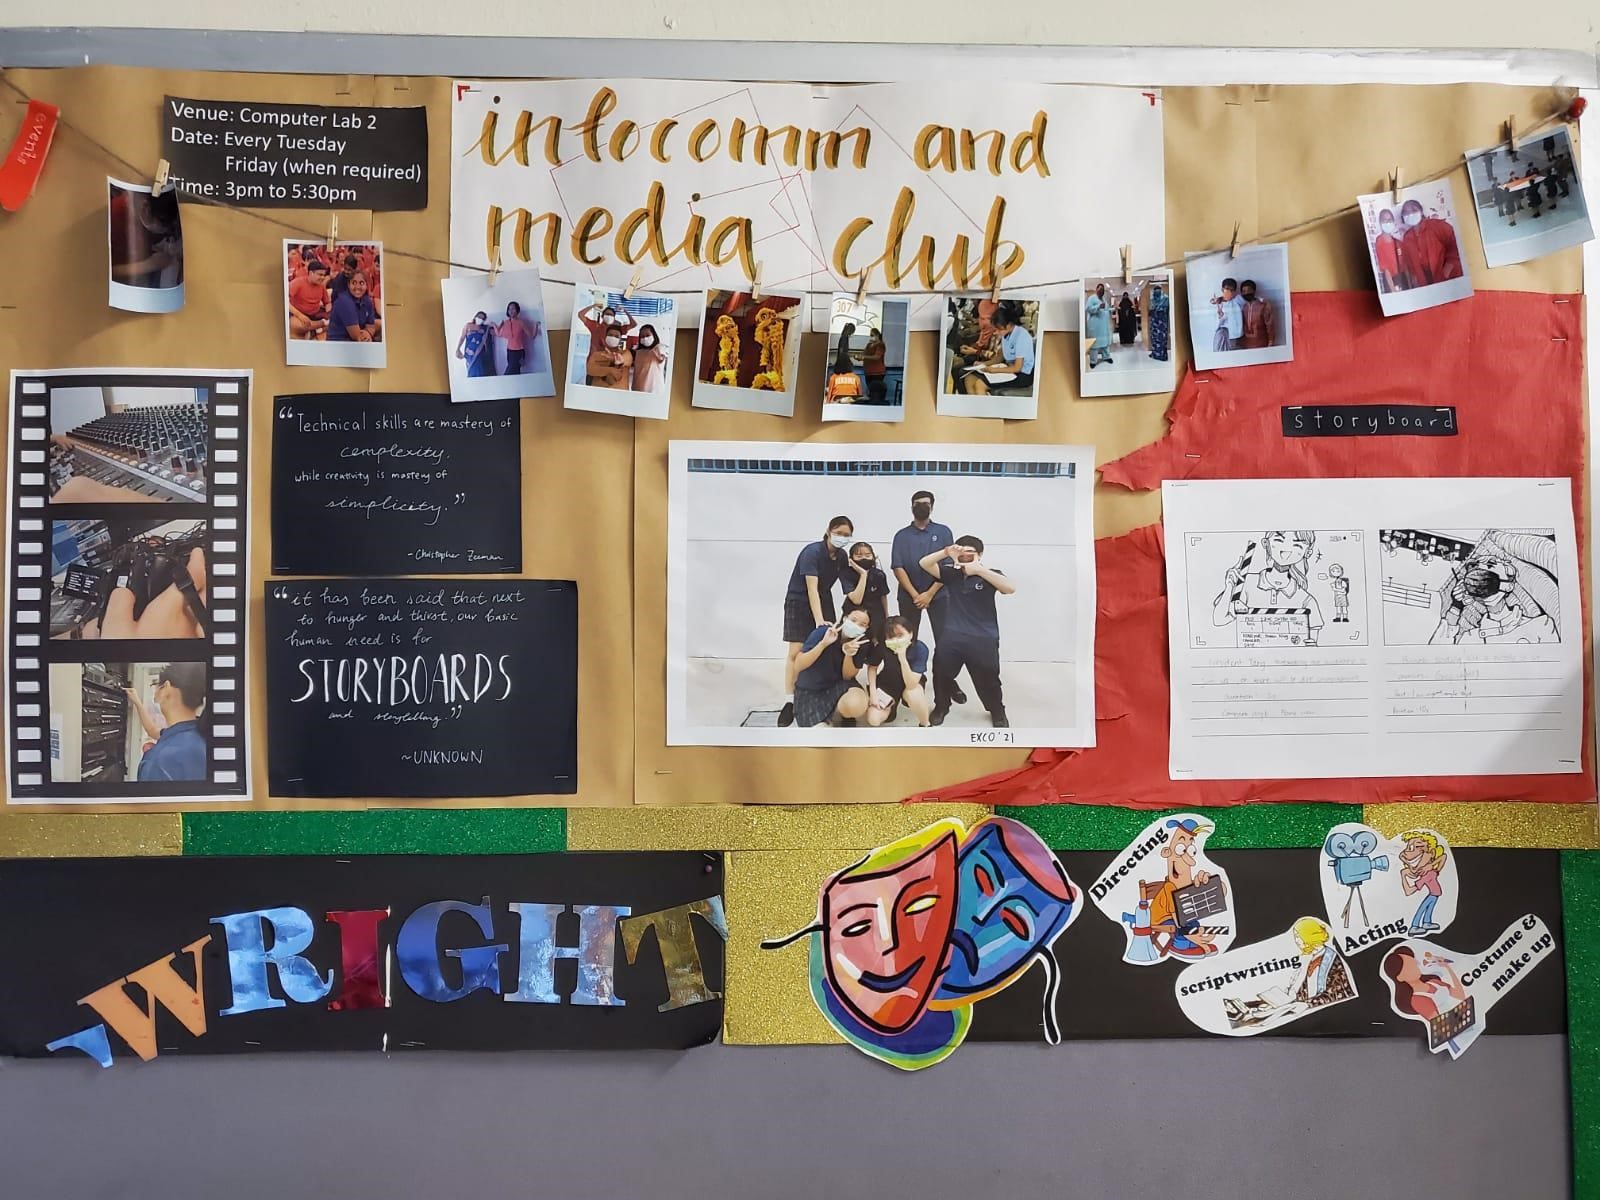 events
Venue: Computer Lab 2
Date: Every Tuesday
Friday (when required)
Time: 3pm to 5:30pm
infocomm and
media club
307
“Technical skills are mastery of
complexity,
while creativity is mastery of
simplicity.”
- Christopher Zeeman
“it has been said that next
to hunger and thirst, our basic
human need is for
STORYBOARDS
and storytelling.”
~UNKNOWN
EXCO '21
storyboard
WRIGHT
Directing
scriptwriting
Acting
Costume &
make up